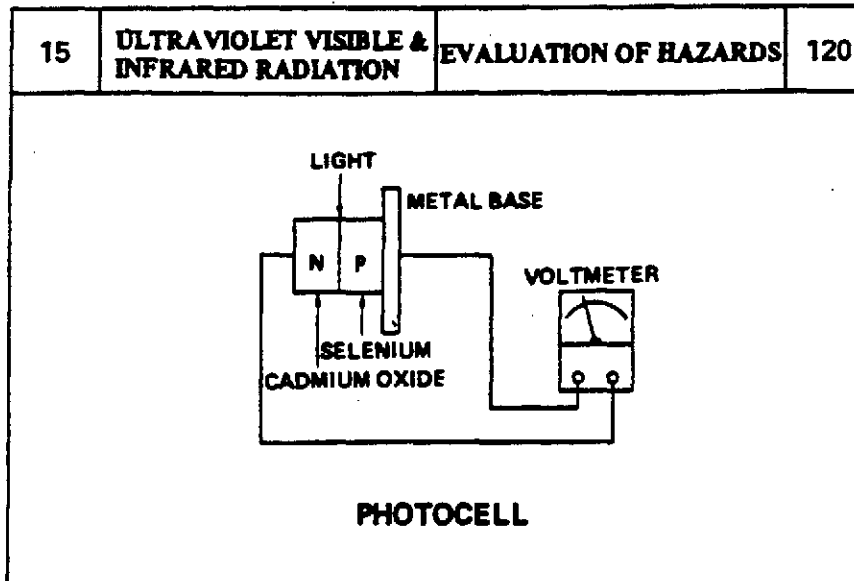 15
ULTRAVIOLET VISIBLE &
INFRARED RADIATION
EVALUATION OF HAZARDS
120
LIGHT
METAL BASE
N P
VOLTMETER
SELENIUM
CADMIUM OXIDE
PHOTOCELL